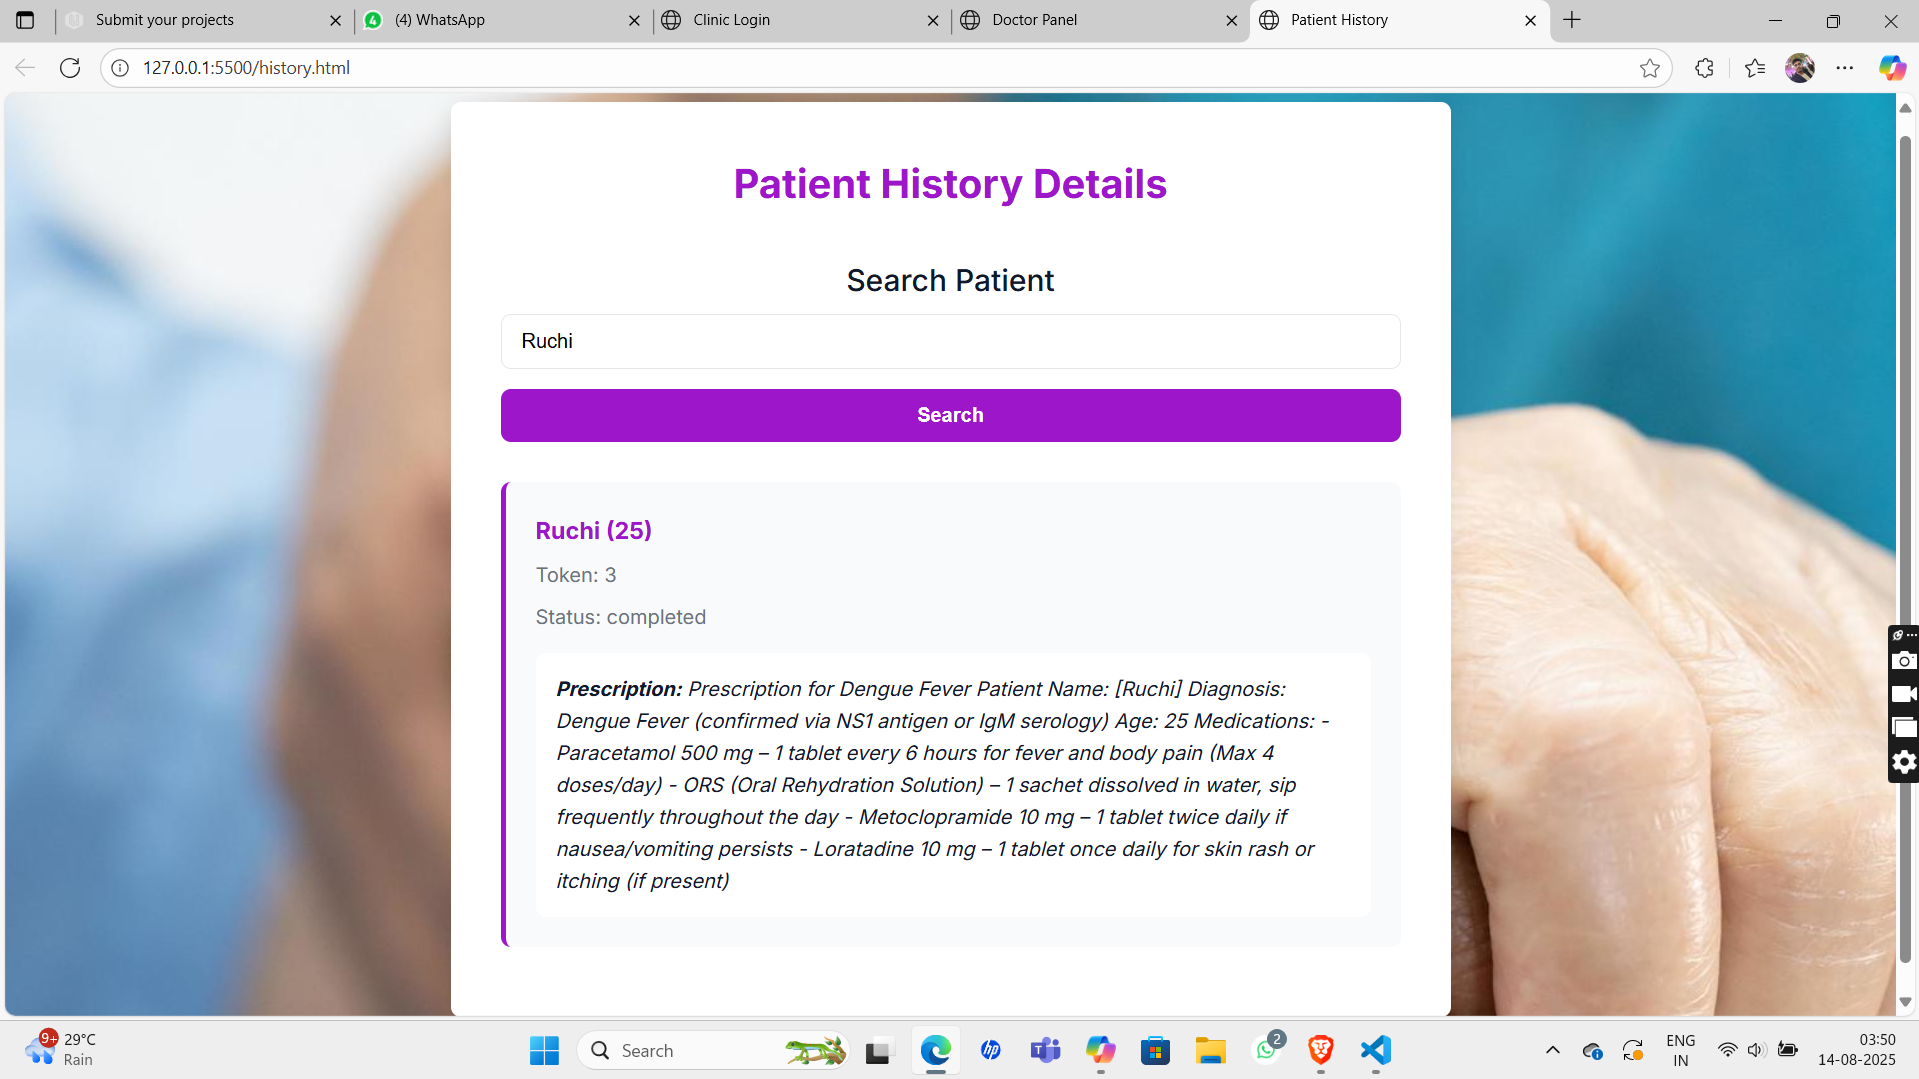 Submit your projects
4
(4) WhatsApp
Clinic Login
Doctor Panel
Patient History
127.0.0.1:5500/history.html
Patient History Details
Search Patient
Ruchi
Search
Ruchi (25)
Token: 3
Status: completed
Prescription: Prescription for Dengue Fever Patient Name: [Ruchi] Diagnosis:
Dengue Fever (confirmed via NS1 antigen or IgM serology) Age: 25 Medications: -
Paracetamol 500 mg – 1 tablet every 6 hours for fever and body pain (Max 4
doses/day) - ORS (Oral Rehydration Solution) – 1 sachet dissolved in water, sip
frequently throughout the day - Metoclopramide 10 mg – 1 tablet twice daily if
nausea/vomiting persists - Loratadine 10 mg – 1 tablet once daily for skin rash or
itching (if present)
9+
29°C
Rain
Search
hp
T
2
ENG
IN
03:50
14-08-2025